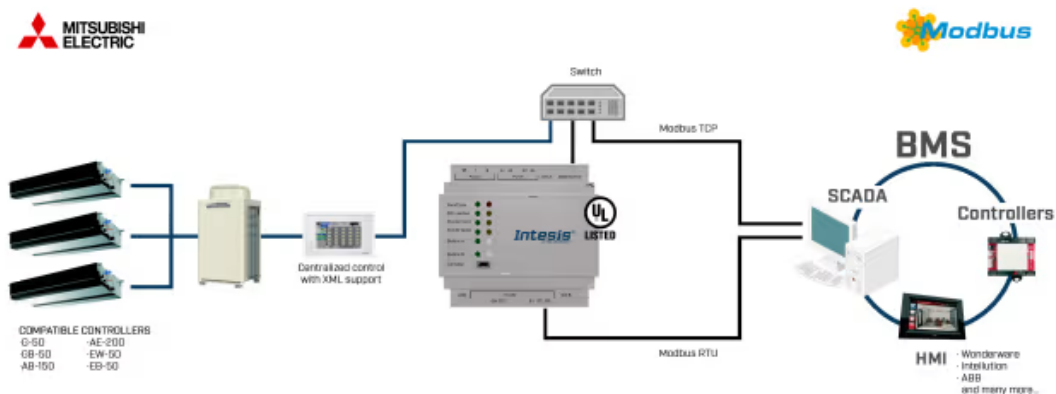 MITSUBISHI
ELECTRIC
Modbus
Switch
Modbus TCP
BMS
SCADA
Controllers
Intesis
UL
LISTED
Centralized control
with XML support
COMPATIBLE CONTROLLERS
G-50 -AE-200
GB-50 -EW-50
AB-150 -EB-50
Modbus RTU
HMI
· Wonderware
· Intellution
· ABB
and many more...